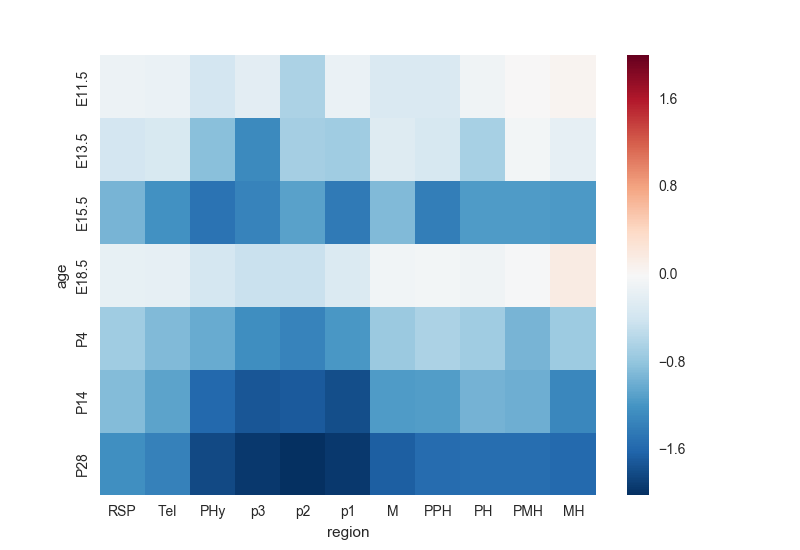 E11.5
E13.5
E15.5
E18.5
P4
P14
P28
age
RSP Tel PHy p3 p2 p1 M PPH PH PMH MH
region
1.6
0.8
0.0
−0.8
−1.6